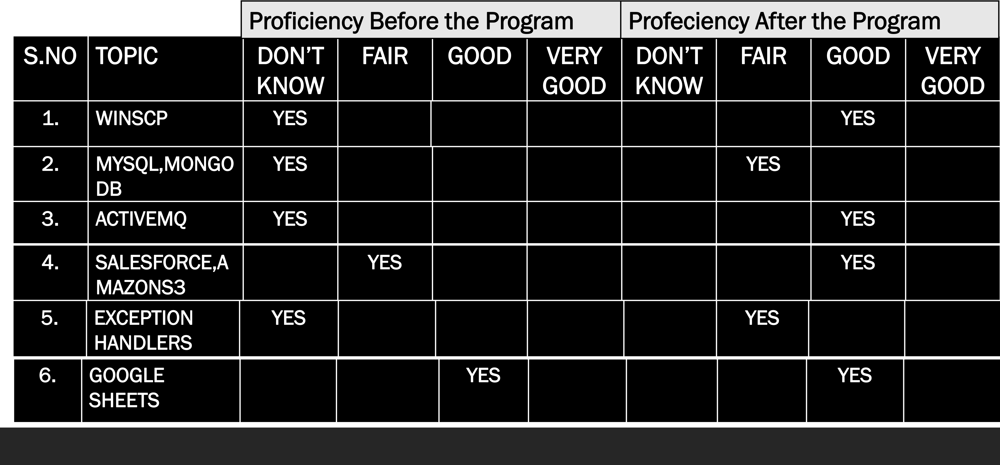 Proficiency Before the Program Profeciency After the Program
S.NO TOPIC DON'T FAIR GOOD VERY DON'T FAIR GOOD VERY
KNOW GOOD KNOW GOOD
1. WINSCP YES YES
2. MYSQL,MONGO YES YES
DB
3. ACTIVEMQ YES YES
4. SALESFORCE,A YES YES
MAZONS3
5. EXCEPTION YES YES
HANDLERS
6. GOOGLE YES YES
SHEETS